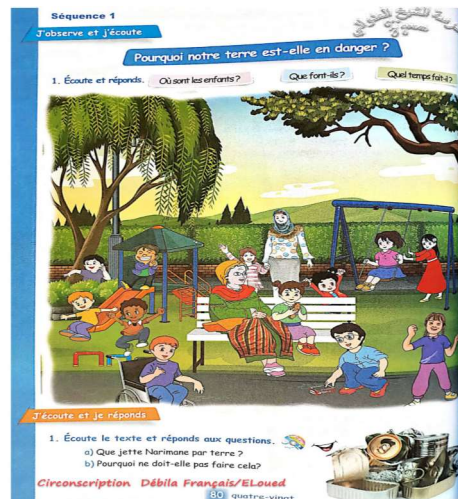 Séquence 1
J'observe et j'écoute
Pourquoi notre terre est-elle en danger ?
1. Écoute et réponds. Où sont les enfants ? Que font-ils ? Quel temps fait-il ?
J'écoute et je réponds
1. Écoute le texte et réponds aux questions.
a) Que jette Narimane par terre ?
b) Pourquoi ne doit-elle pas faire cela?
Circonscription Débila Français/ELoued
80 quatre-vingt